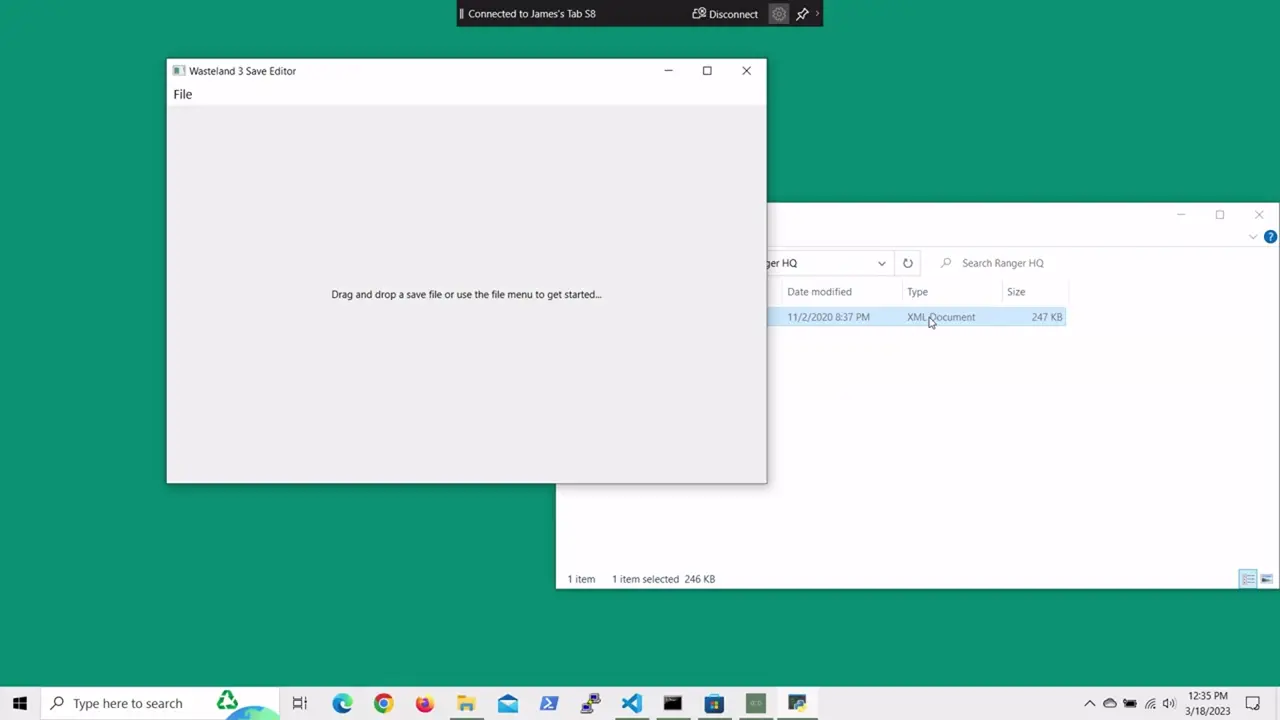 Connected to James's Tab S8
Disconnect
Wasteland 3 Save Editor
File
Drag and drop a save file or use the file menu to get started...
ger HQ
Search Ranger HQ
Date modified
Type
Size
11/2/2020 8:37 PM
XML Document
247 KB
1 item
1 item selected 246 KB
Type here to search
12:35 PM
3/18/2023